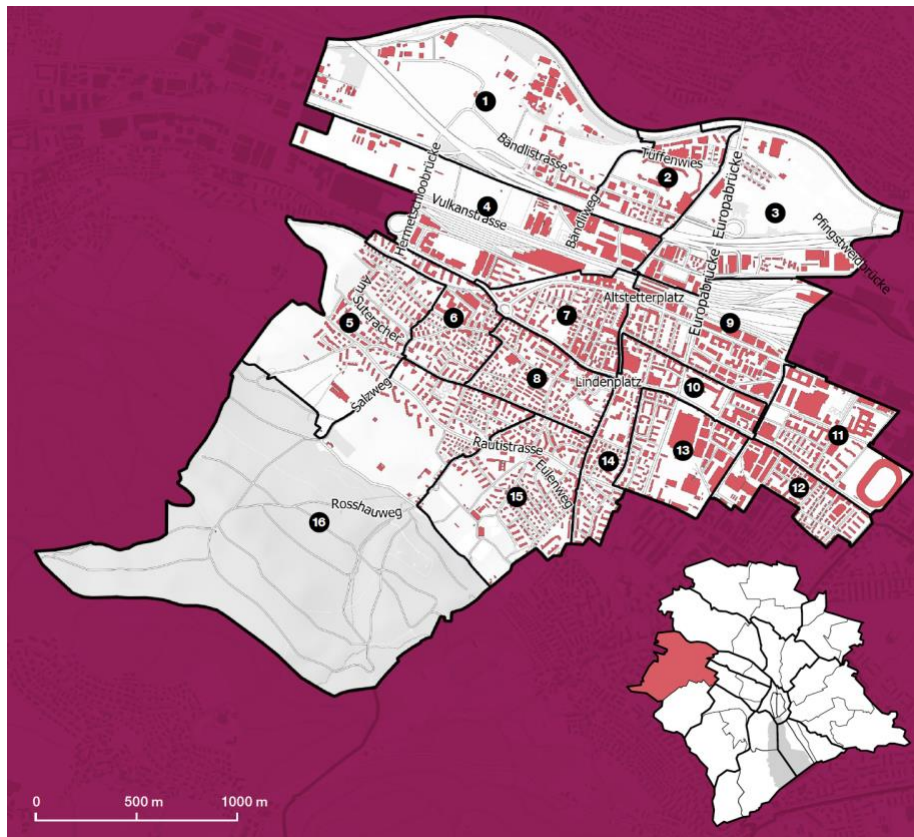 1
Bändlistrasse
Tüffenwies
2
Hermetschloobrücke
Europabrücke
3
4
Vulkanstrasse
Bändliweg
Pfingstweidbrücke
Am
Suteracher
5
6
7
Altstetterplatz
Europabrücke
9
8
Lindenplatz
10
Salzweg
11
Rautistrasse
Eulenweg
14
13
12
15
Rosshauweg
16
0 500 m 1000 m